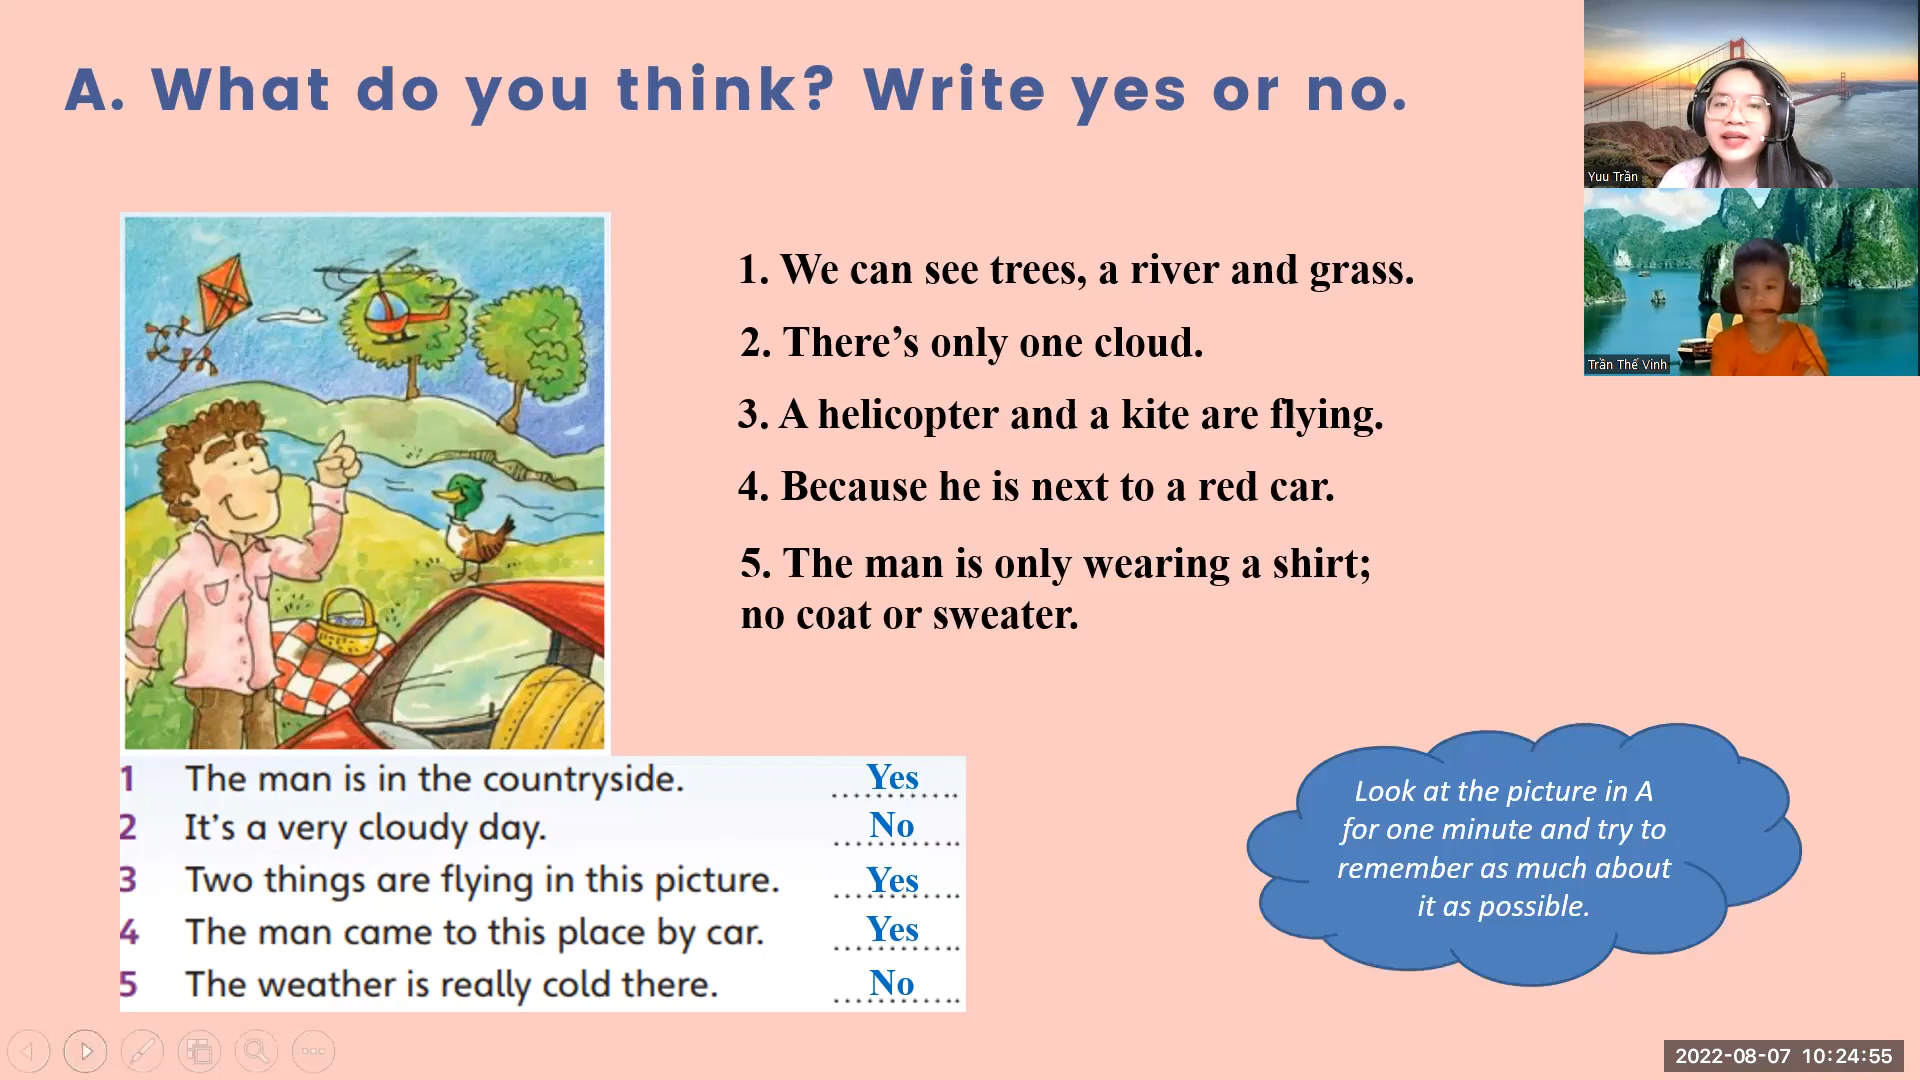 A. What do you think? Write yes or no.
Yuu Trần
Trần Thế Vinh
1. We can see trees, a river and grass.
2. There’s only one cloud.
3. A helicopter and a kite are flying.
4. Because he is next to a red car.
5. The man is only wearing a shirt;
no coat or sweater.
1 The man is in the countryside. Yes
2 It’s a very cloudy day. No
3 Two things are flying in this picture. Yes
4 The man came to this place by car. Yes
5 The weather is really cold there. No
Look at the picture in A
for one minute and try to
remember as much about
it as possible.
2022-08-07 10:24:55